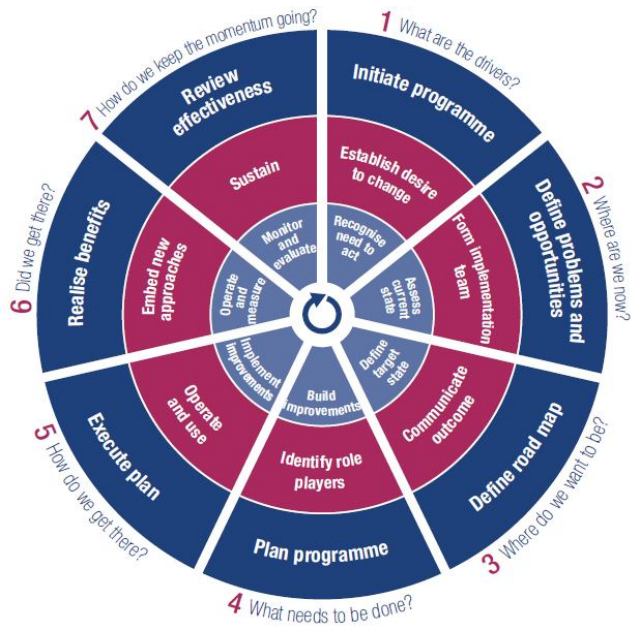 1 What are the drivers?
Initiate programme
Establish desire
to change
Recognise
need to
act
2 Where are we now?
Define problems and
opportunities
Form implementation
team
Assess
current
state
3 Where do we want to be?
Define road map
Communicate
outcome
Define
target
state
4 What needs to be done?
Plan programme
Identify role
players
Build
improvements
5 How do we get there?
Execute plan
Operate
and use
Implement
improvements
6 Did we get there?
Realise benefits
Embed new
approaches
Operate
and
measure
7 How do we keep the momentum going?
Review
effectiveness
Sustain
Monitor
and
evaluate